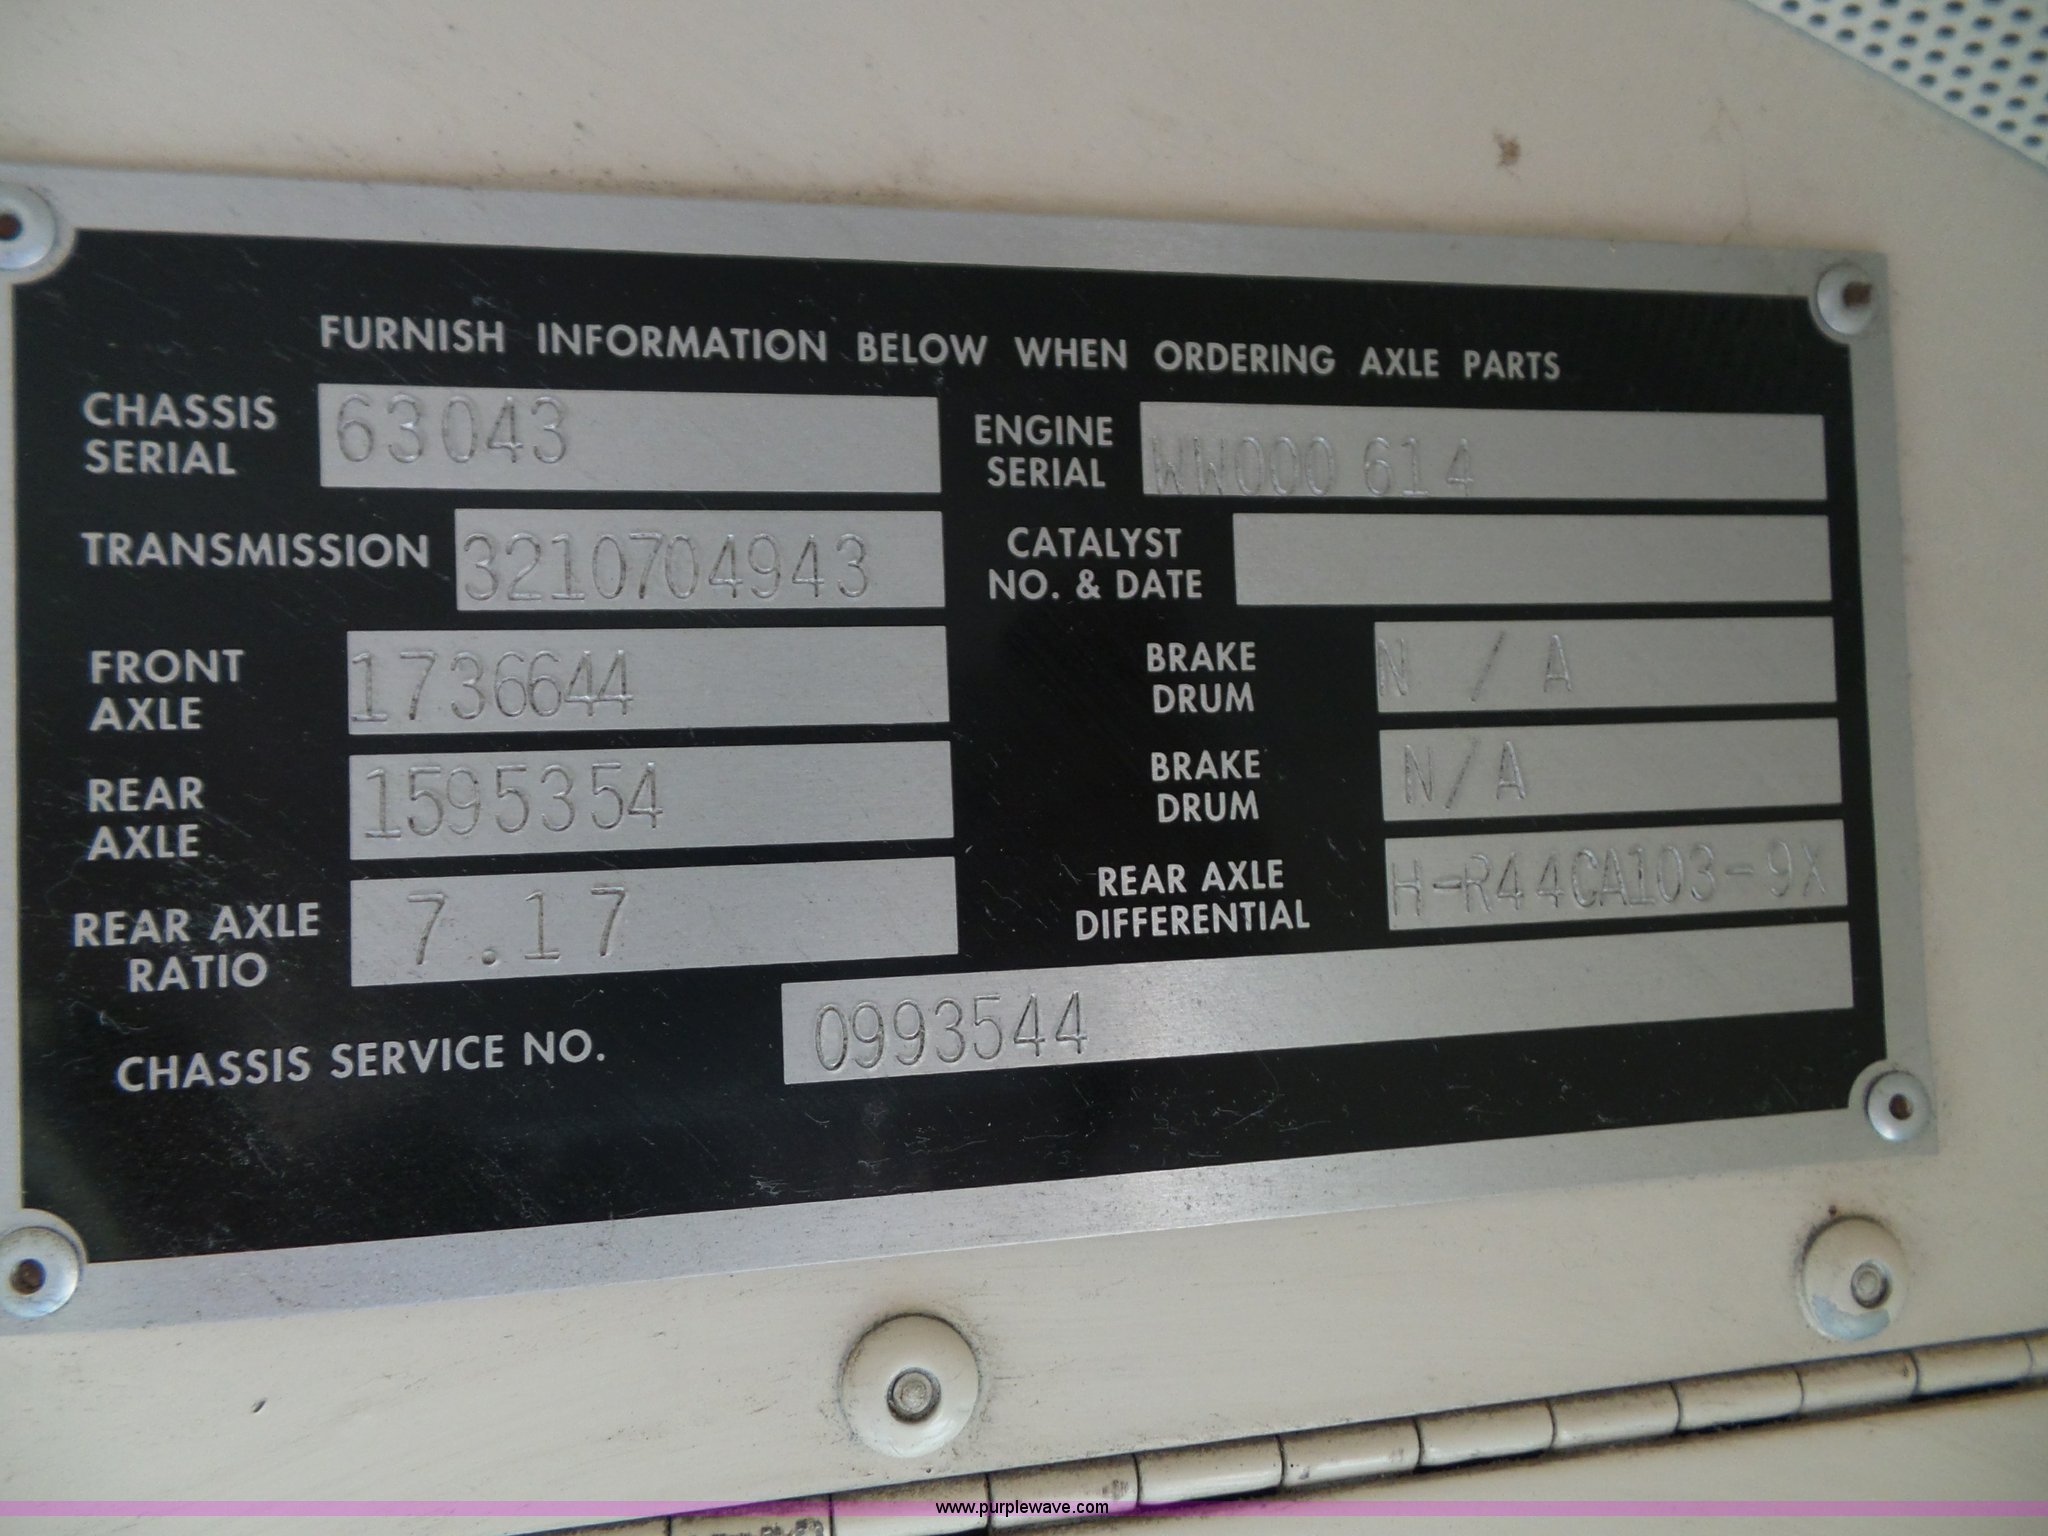 FURNISH INFORMATION BELOW WHEN ORDERING AXLE PARTS
CHASSIS SERIAL 63043
ENGINE SERIAL WW000 614
TRANSMISSION 3210704943
CATALYST NO. & DATE
FRONT AXLE 1736644
BRAKE DRUM N / A
REAR AXLE 1595354
BRAKE DRUM N/A
REAR AXLE RATIO 7.17
REAR AXLE DIFFERENTIAL H-R44CA103-9X
CHASSIS SERVICE NO. 0993544
www.purplewave.com